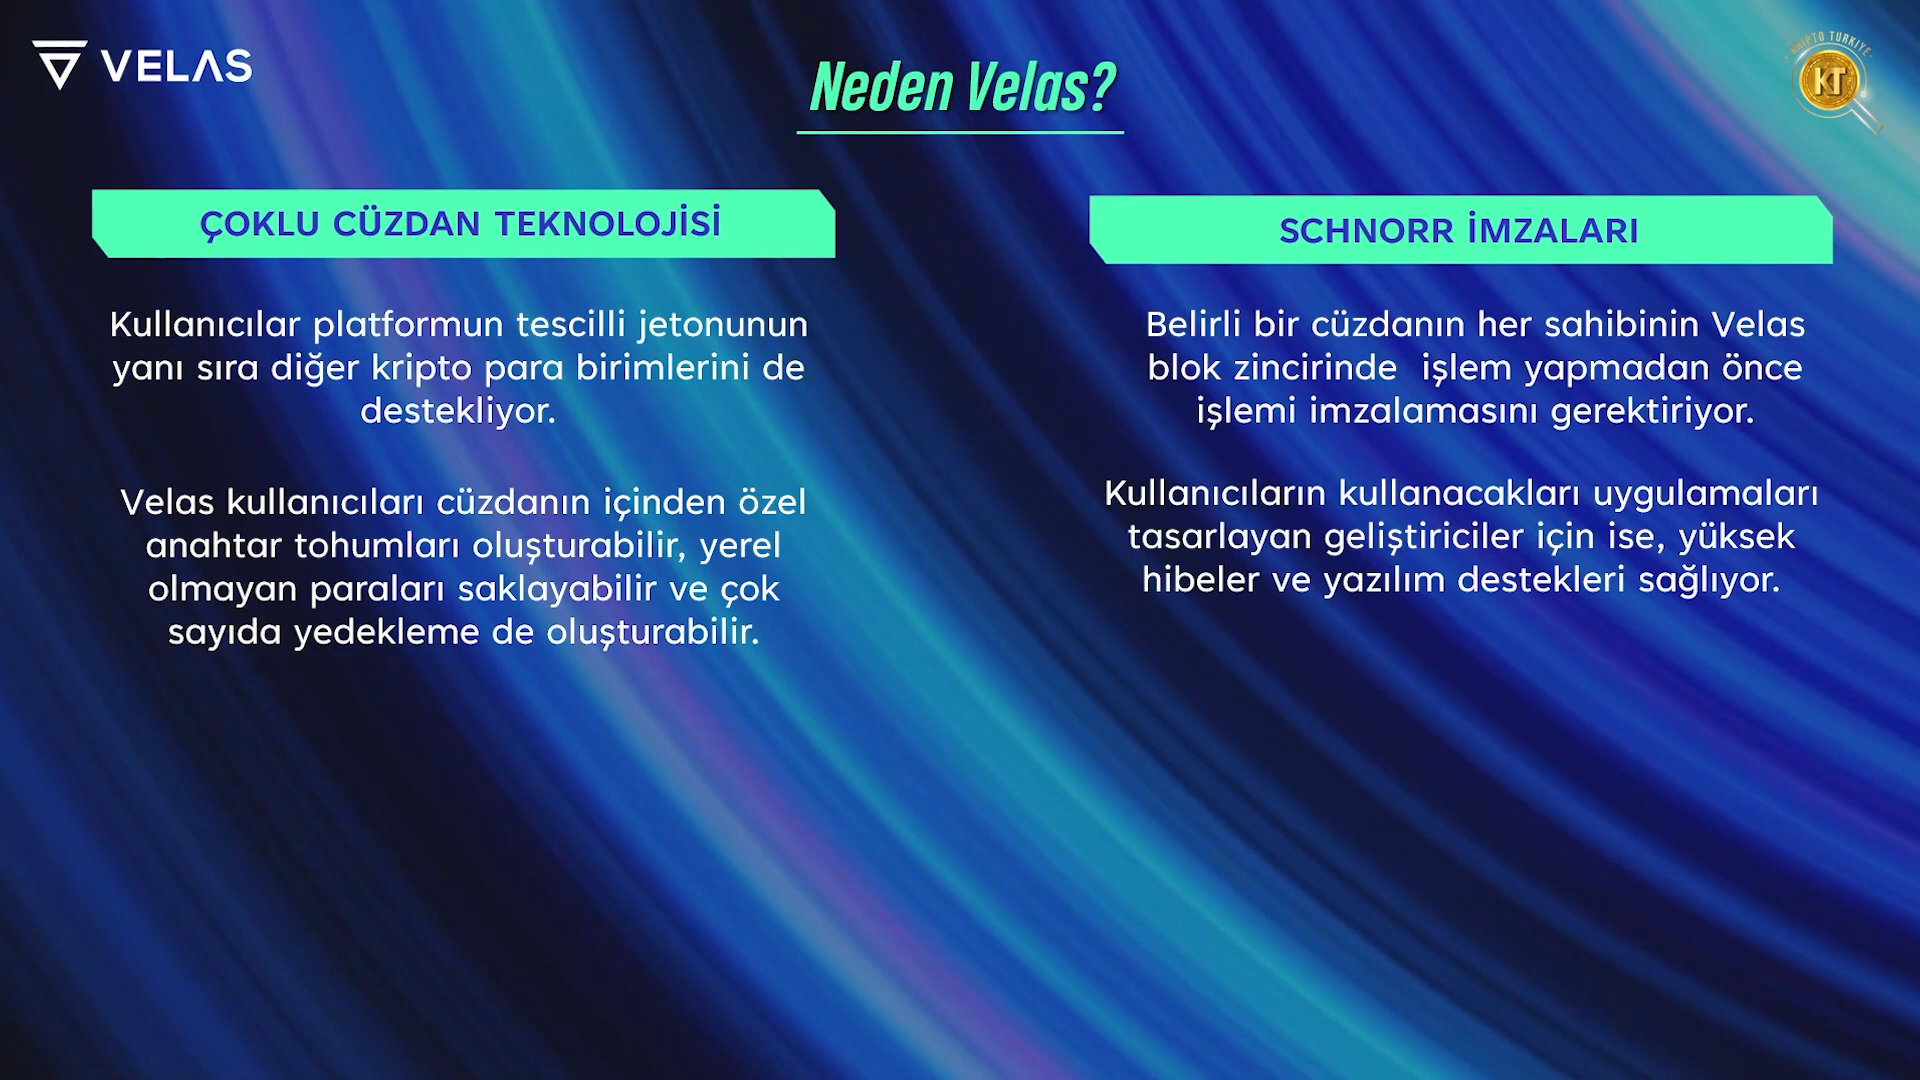 VELAS
Neden Velas?
KRIPTO TURKIYE
KT
ÇOKLU CÜZDAN TEKNOLOJİSİ
Kullanıcılar platformun tescilli jetonunun
yanı sıra diğer kripto para birimlerini de
destekliyor.
Velas kullanıcıları cüzdanın içinden özel
anahtar tohumları oluşturabilir, yerel
olmayan paraları saklayabilir ve çok
sayıda yedekleme de oluşturabilir.
SCHNORR İMZALARI
Belirli bir cüzdanın her sahibinin Velas
blok zincirinde işlem yapmadan önce
işlemi imzalamasını gerektiriyor.
Kullanıcıların kullanacakları uygulamaları
tasarlayan geliştiriciler için ise, yüksek
hibeler ve yazılım destekleri sağlıyor.